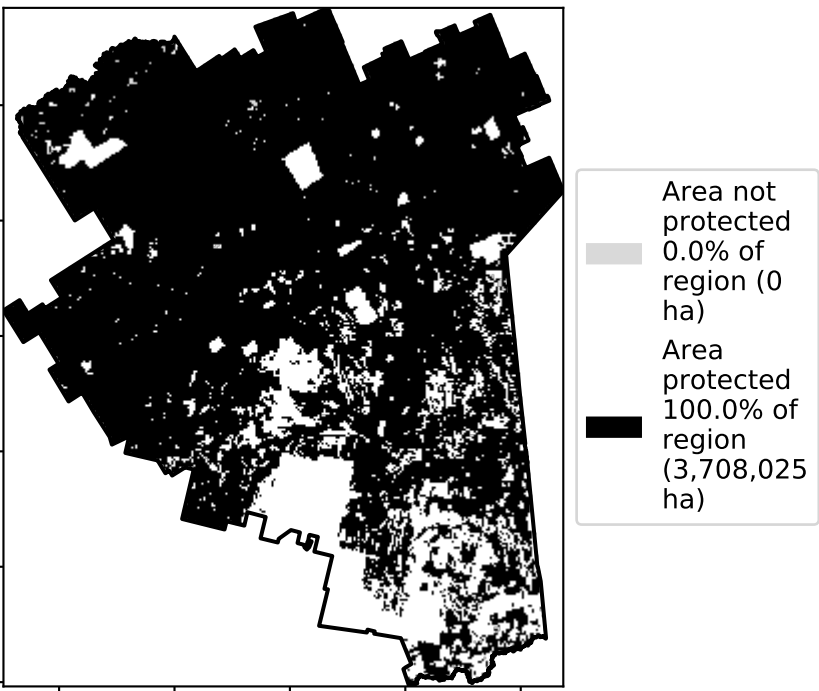 Area not
protected
0.0% of
region (0
ha)
Area
protected
100.0% of
region
(3,708,025
ha)